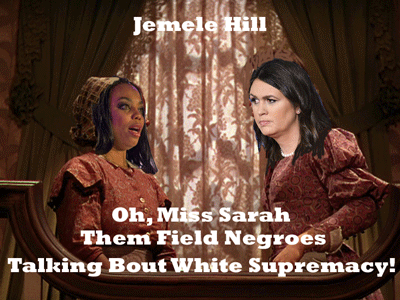 Jemele Hill
Oh, Miss Sarah
Them Field Negroes
Talking Bout White Supremacy!